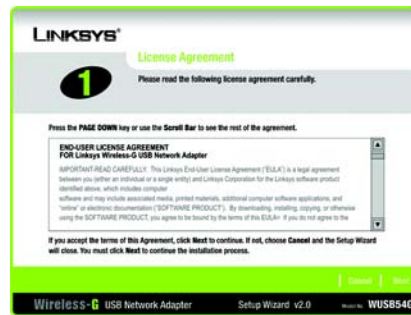 LINKSYS®
License Agreement
1
Please read the following license agreement carefully.
Press the PAGE DOWN key or use the Scroll Bar to see the rest of the agreement.
END-USER LICENSE AGREEMENT
FOR Linksys Wireless-G USB Network Adapter
IMPORTANT-READ CAREFULLY: This Linksys End-User License Agreement ("EULA") is a legal agreement
between you (either an individual or a single entity) and Linksys Corporation for the Linksys software product
identified above, which includes computer
software and may include associated media, printed materials, additional computer software applications, and
"online" or electronic documentation ("SOFTWARE PRODUCT"). By downloading, installing, copying, or otherwise
using the SOFTWARE PRODUCT, you agree to be bound by the terms of this EULA= If you do not agree to the
If you accept the terms of this Agreement, click Next to continue. If not, choose Cancel and the Setup Wizard
will close. You must click Next to continue the installation process.
Cancel Next
Wireless-G USB Network Adapter Setup Wizard v2.0 WUSB54G